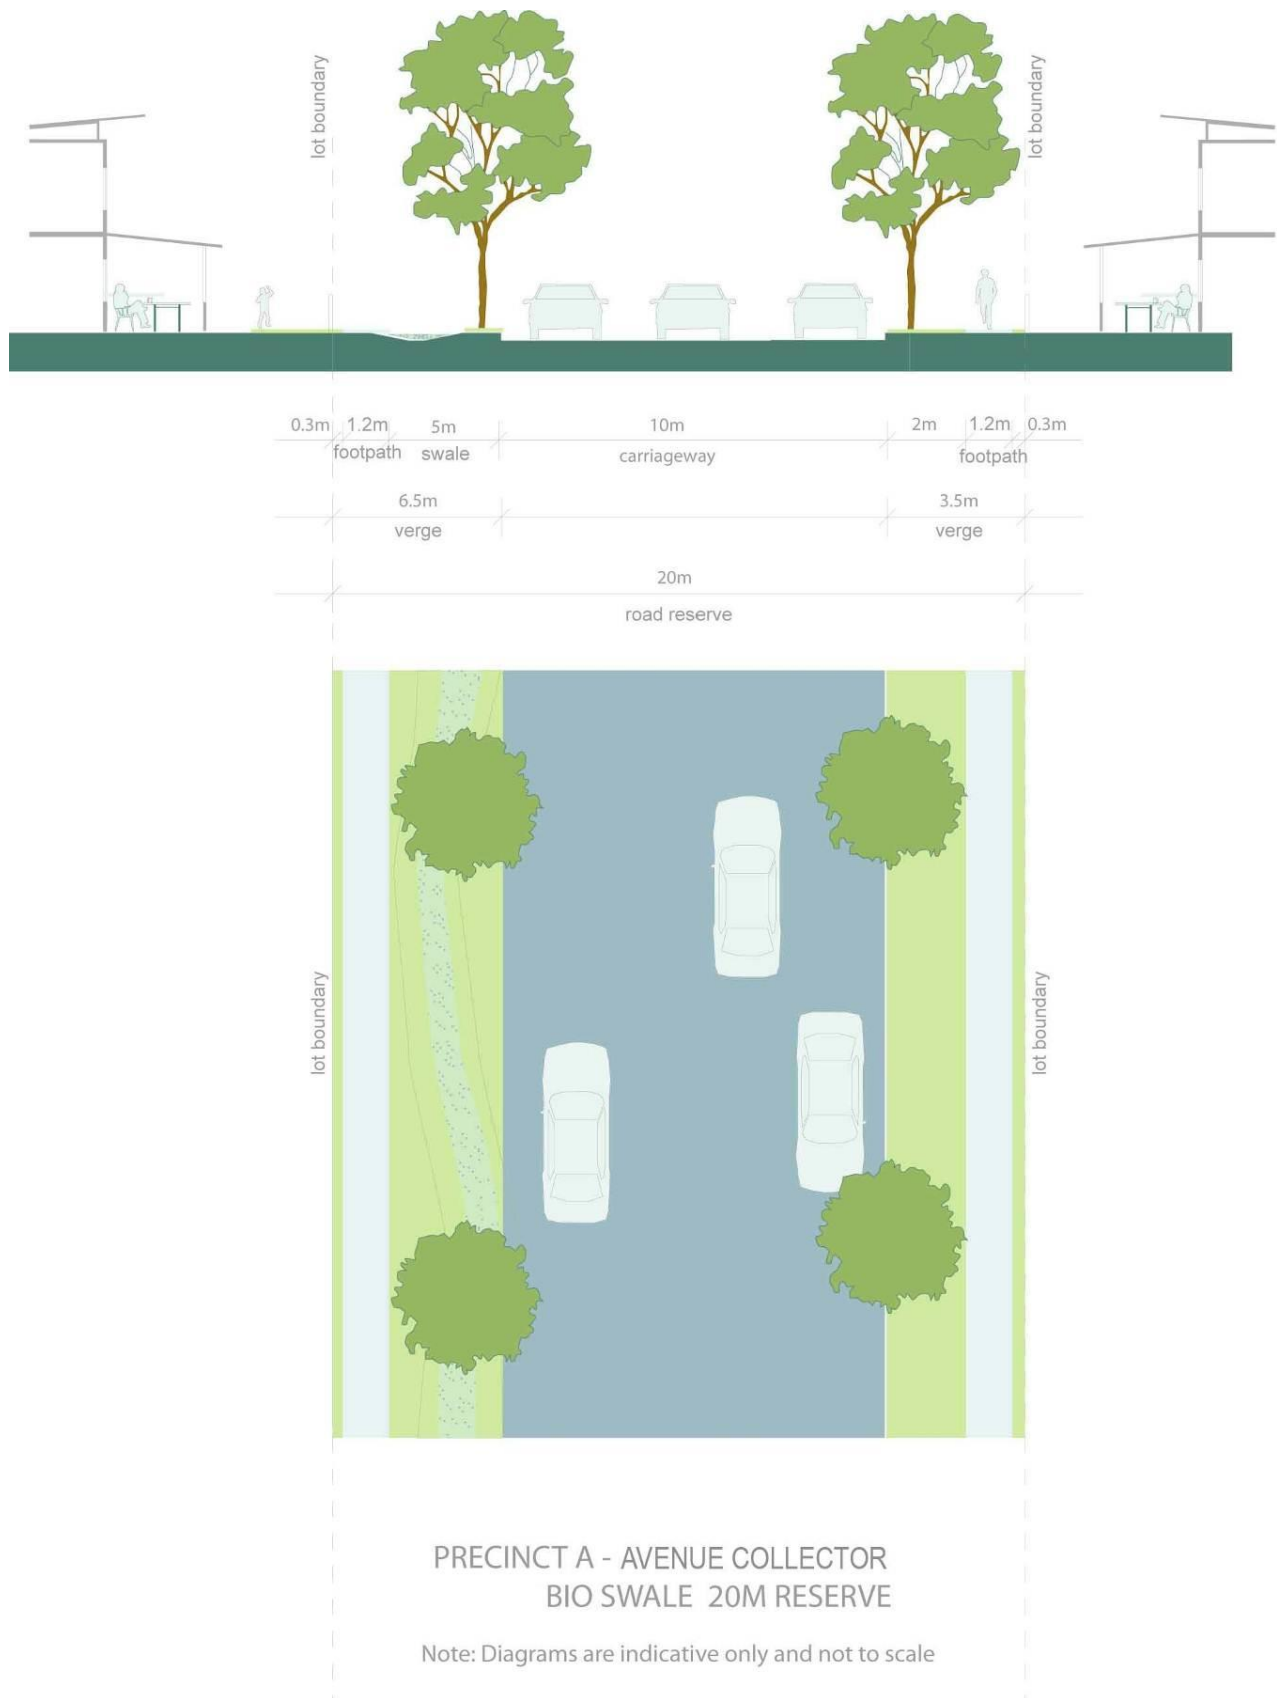 lot boundary
lot boundary
0.3m 1.2m 5m 10m 2m 1.2m 0.3m
footpath swale carriageway footpath
6.5m 3.5m
verge verge
20m
road reserve
lot boundary
lot boundary
PRECINCT A - AVENUE COLLECTOR
BIO SWALE 20M RESERVE
Note: Diagrams are indicative only and not to scale